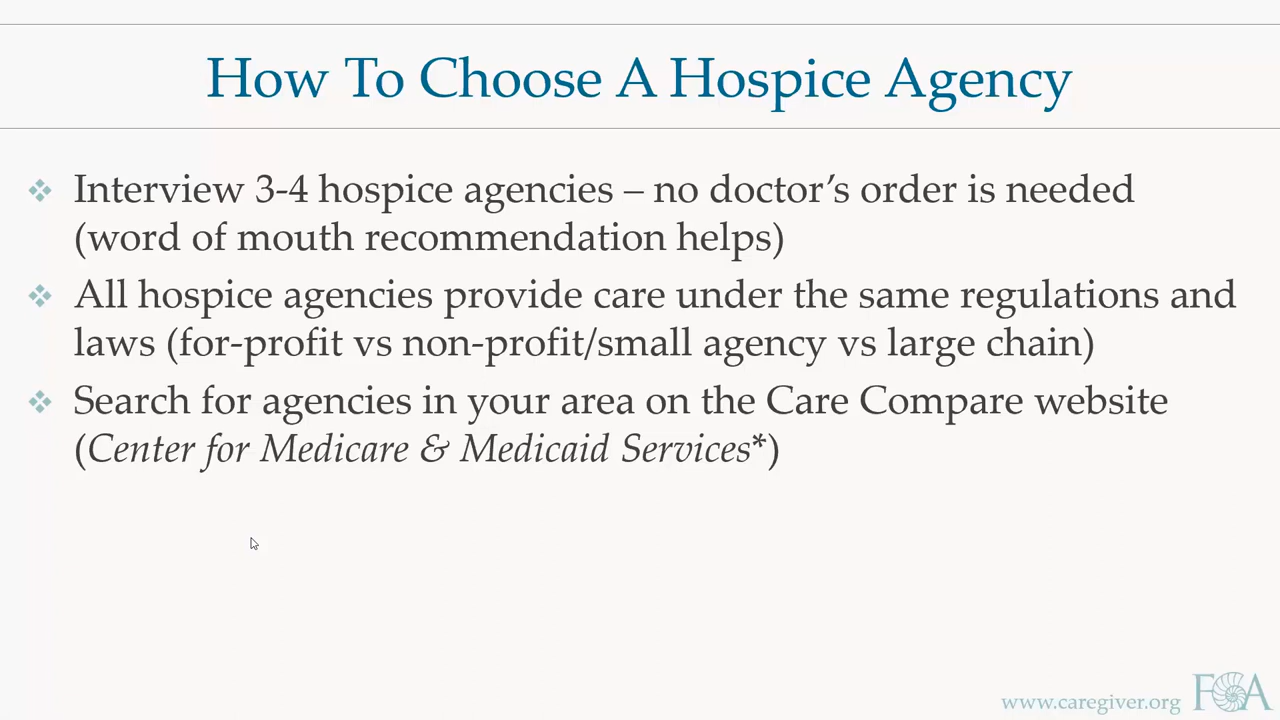 How To Choose A Hospice Agency
Interview 3-4 hospice agencies – no doctor’s order is needed
(word of mouth recommendation helps)
All hospice agencies provide care under the same regulations and
laws (for-profit vs non-profit/small agency vs large chain)
Search for agencies in your area on the Care Compare website
(Center for Medicare & Medicaid Services*)
www.caregiver.org FCA